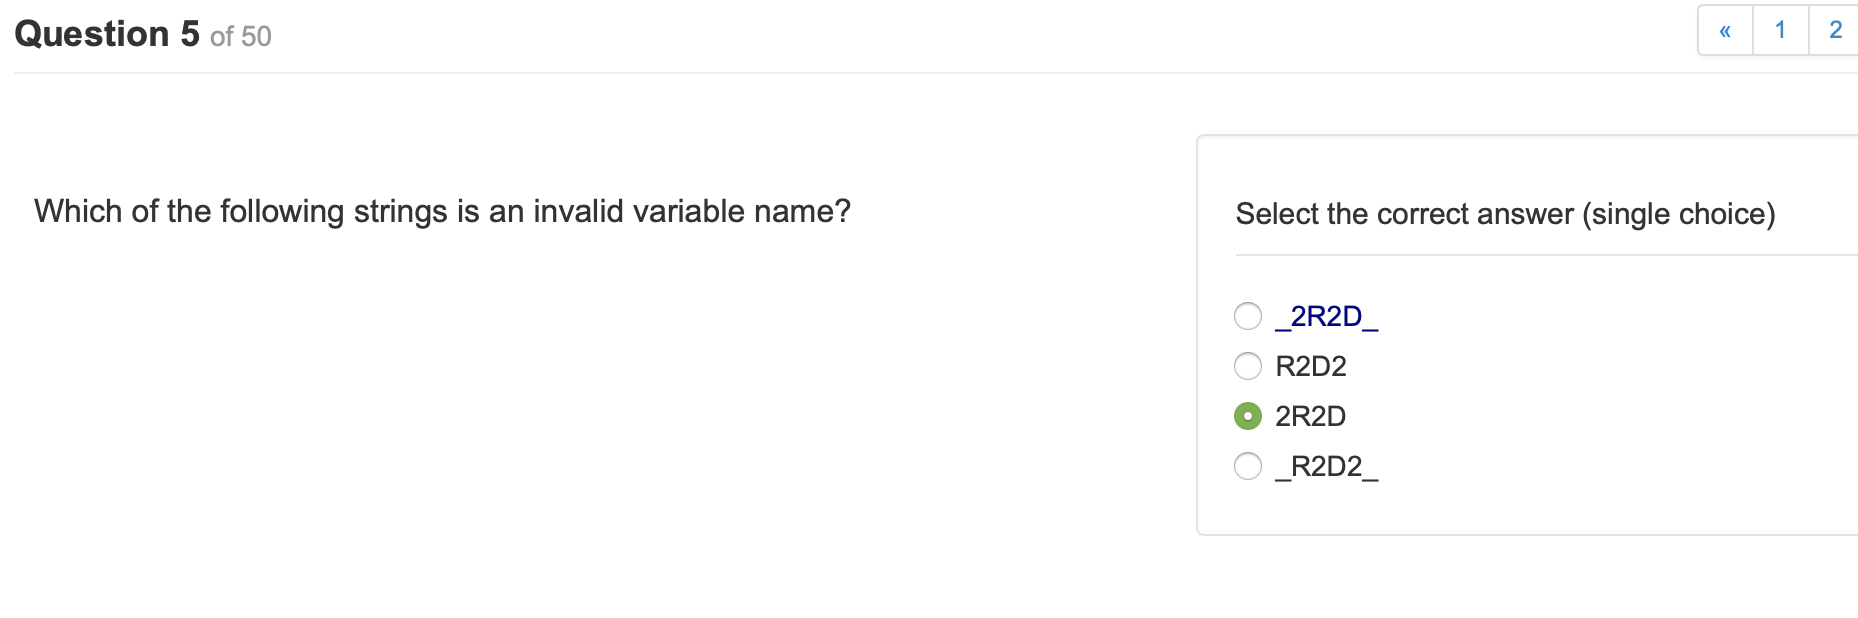 Question 5 of 50
« 1 2
Which of the following strings is an invalid variable name?
Select the correct answer (single choice)
_2R2D_
R2D2
2R2D
_R2D2_